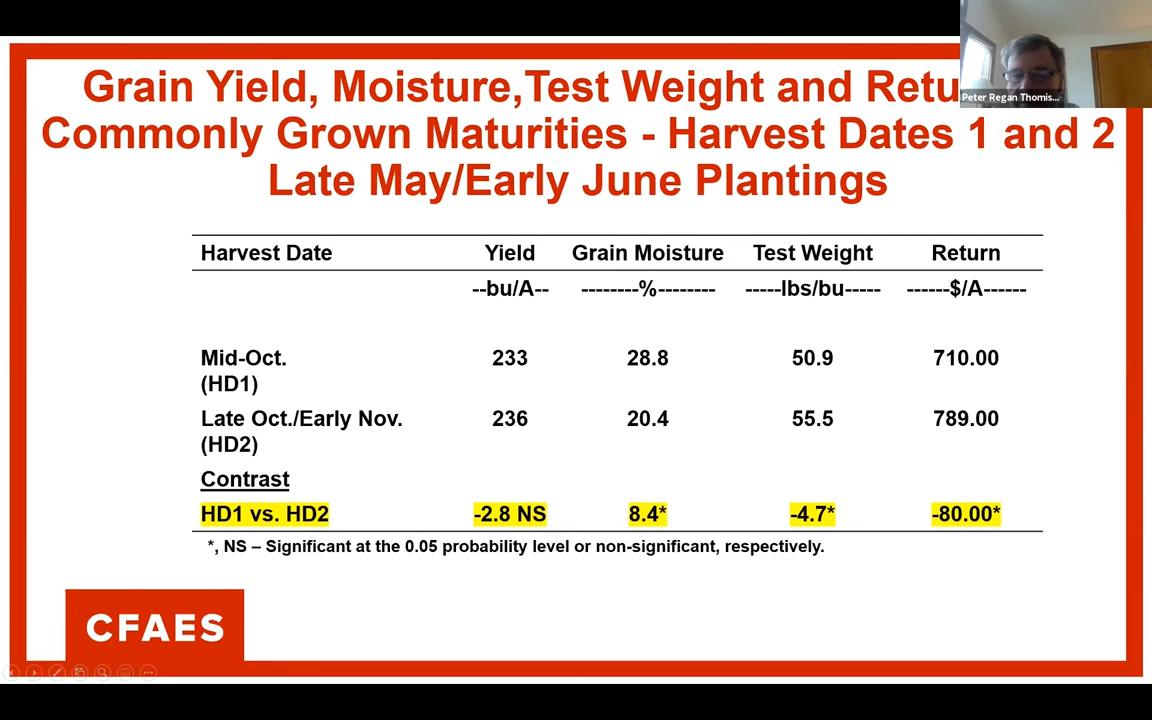 Grain Yield, Moisture,Test Weight and
Commonly Grown Maturities - Harvest Dates 1 and 2
Late May/Early June Plantings
Peter Regan Thomis...
Harvest Date Yield Grain Moisture Test Weight Return
--bu/A-- --------%-------- -----lbs/bu----- ------$/A------
Mid-Oct. 233 28.8 50.9 710.00
(HD1)
Late Oct./Early Nov. 236 20.4 55.5 789.00
(HD2)
Contrast
HD1 vs. HD2 -2.8 NS 8.4* -4.7* -80.00*
*, NS – Significant at the 0.05 probability level or non-significant, respectively.
CFAES